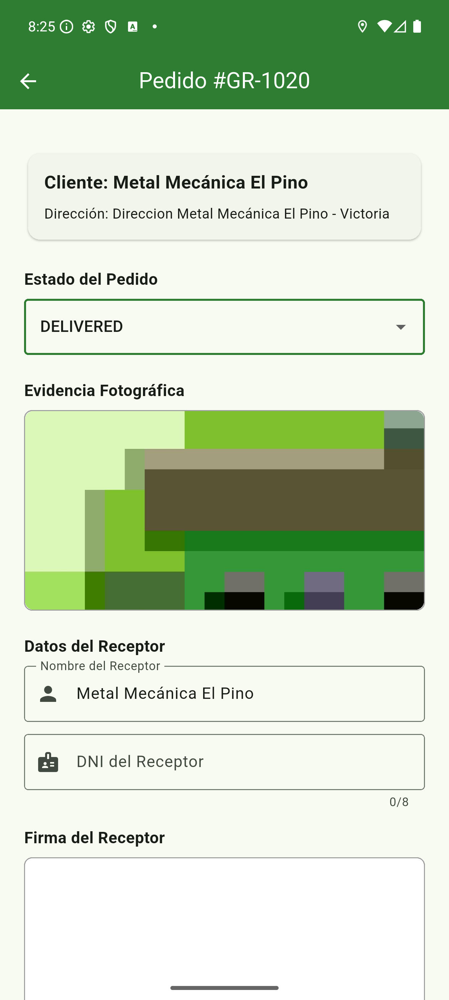 8:25
Pedido #GR-1020
Cliente: Metal Mecánica El Pino
Dirección: Direccion Metal Mecánica El Pino - Victoria
Estado del Pedido
DELIVERED
Evidencia Fotográfica
Datos del Receptor
Nombre del Receptor
Metal Mecánica El Pino
DNI del Receptor
0/8
Firma del Receptor